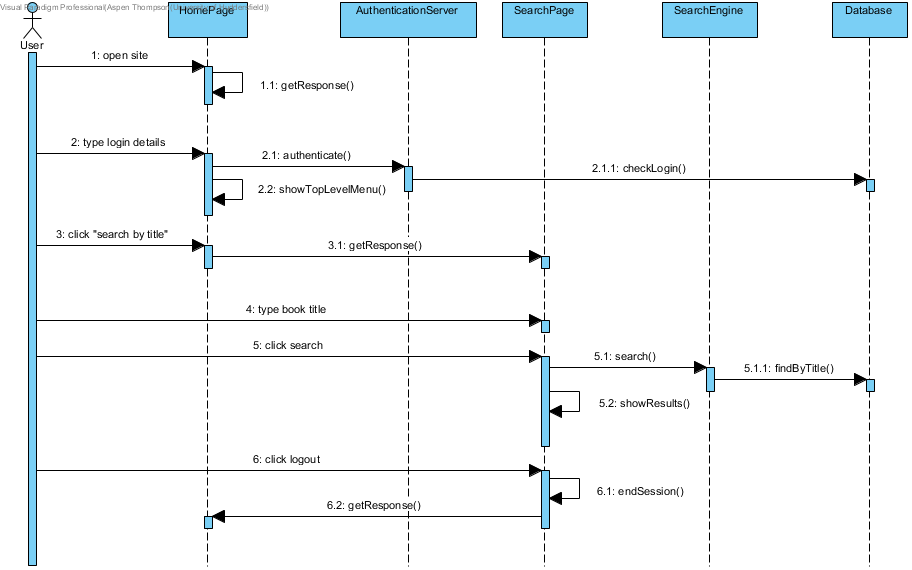 Visual Paradigm Professional(Aspen Thompson(University of Huddersfield))
HomePage
AuthenticationServer
SearchPage
SearchEngine
Database
User
1: open site
1.1: getResponse()
2: type login details
2.1: authenticate()
2.1.1: checkLogin()
2.2: showTopLevelMenu()
3: click "search by title"
3.1: getResponse()
4: type book title
5: click search
5.1: search()
5.1.1: findByTitle()
5.2: showResults()
6: click logout
6.1: endSession()
6.2: getResponse()